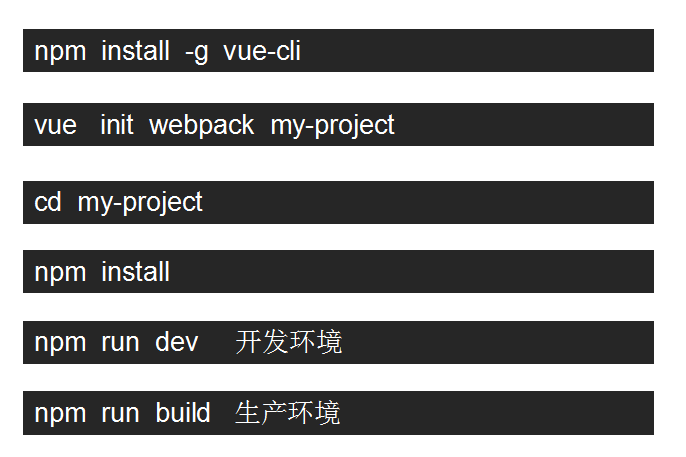 npm install -g vue-cli
vue init webpack my-project
cd my-project
npm install
npm run dev 开发环境
npm run build 生产环境